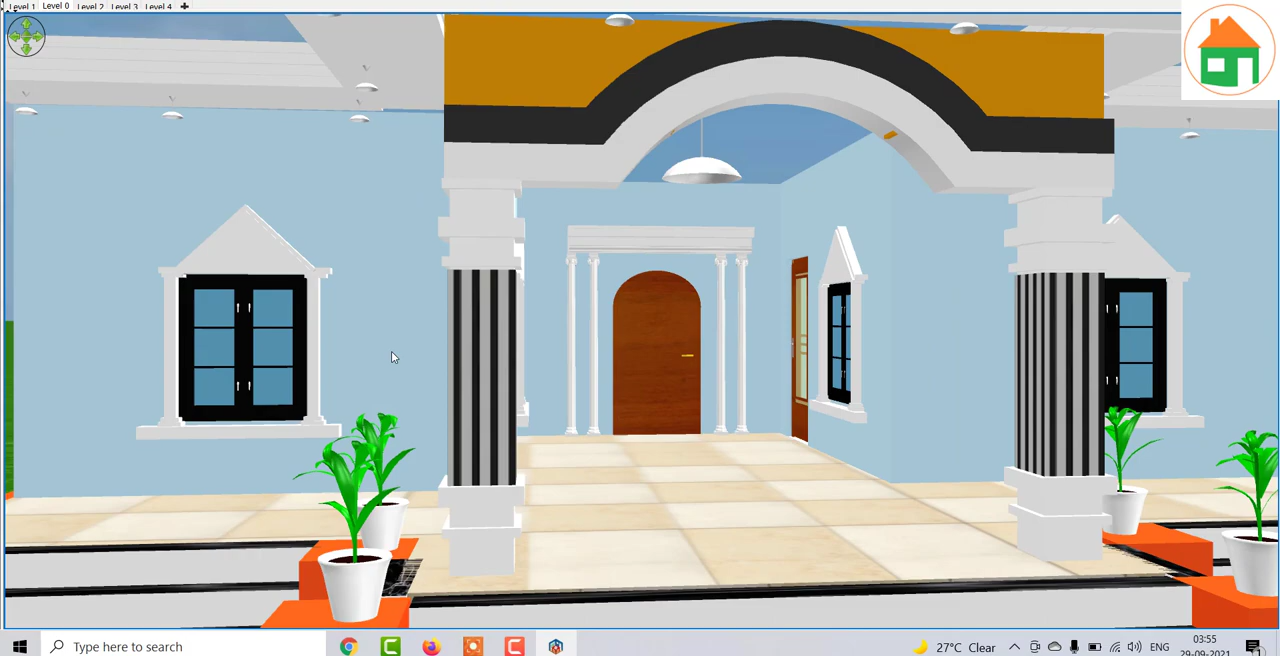 Level 1 Level 0 Level 2 Level 3 Level 4
Type here to search
27°C Clear
ENG
03:55
29-09-2021
1